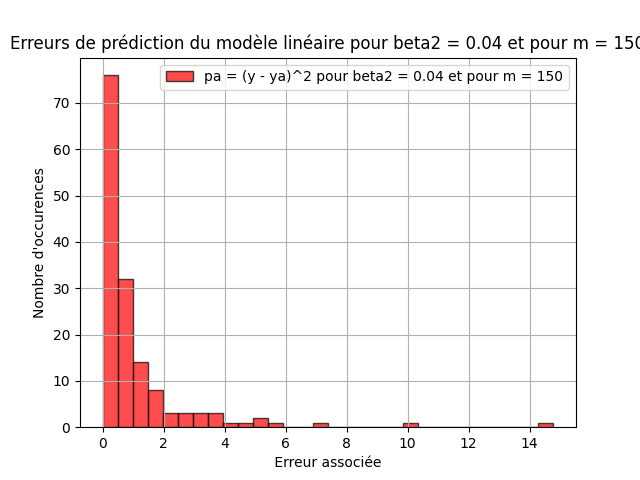 Erreurs de prédiction du modèle linéaire pour beta2 = 0.04 et pour m = 150
pa = (y - ya)^2 pour beta2 = 0.04 et pour m = 150
Nombre d'occurences
70
60
50
40
30
20
10
0
0 2 4 6 8 10 12 14
Erreur associée